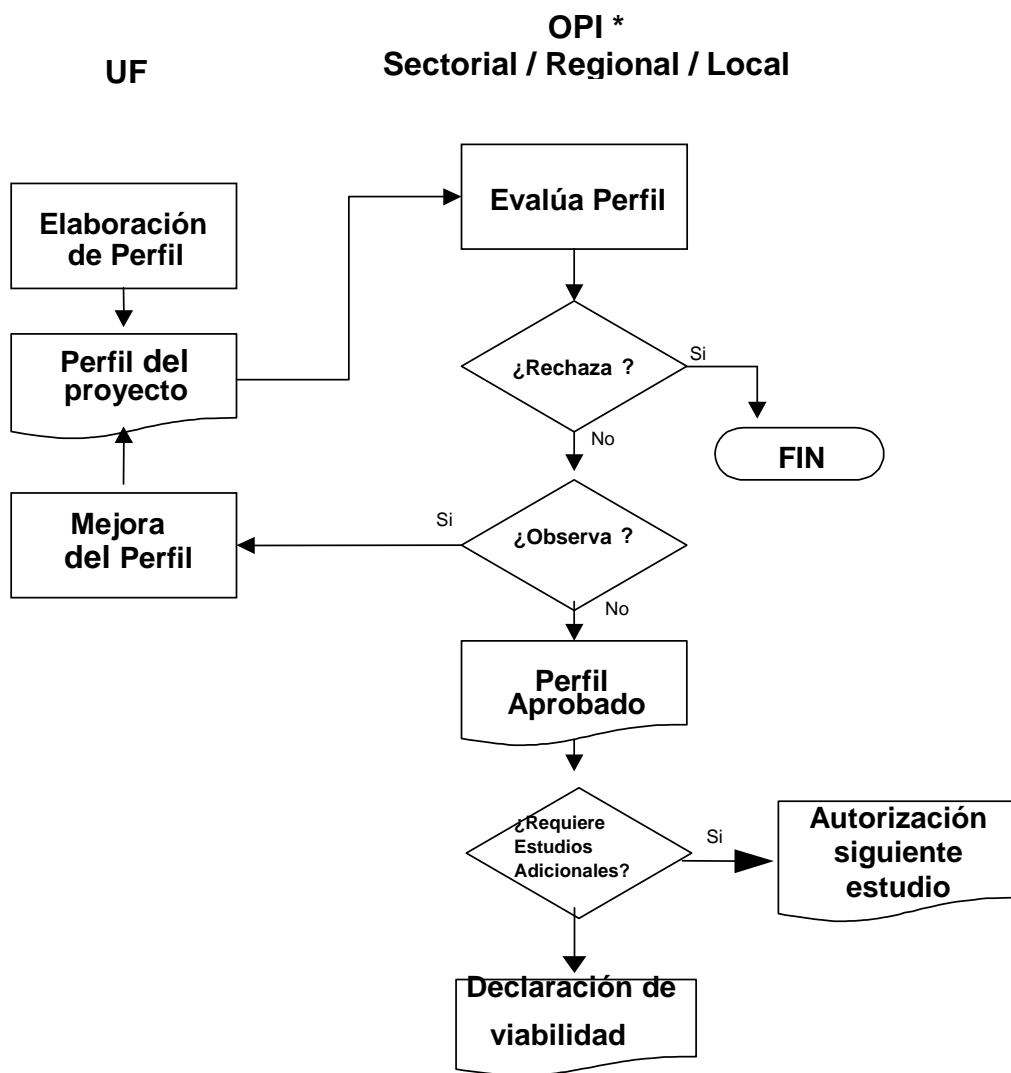 OPI *
Sectorial / Regional / Local
UF
Evalúa Perfil
Elaboración
de Perfil
Perfil del
proyecto
¿Rechaza ?
Si
No
FIN
Mejora
del Perfil
Si
¿Observa ?
No
Perfil
Aprobado
¿Requiere
Estudios
Adicionales?
Si
Autorización
siguiente
estudio
Declaración de
viabilidad